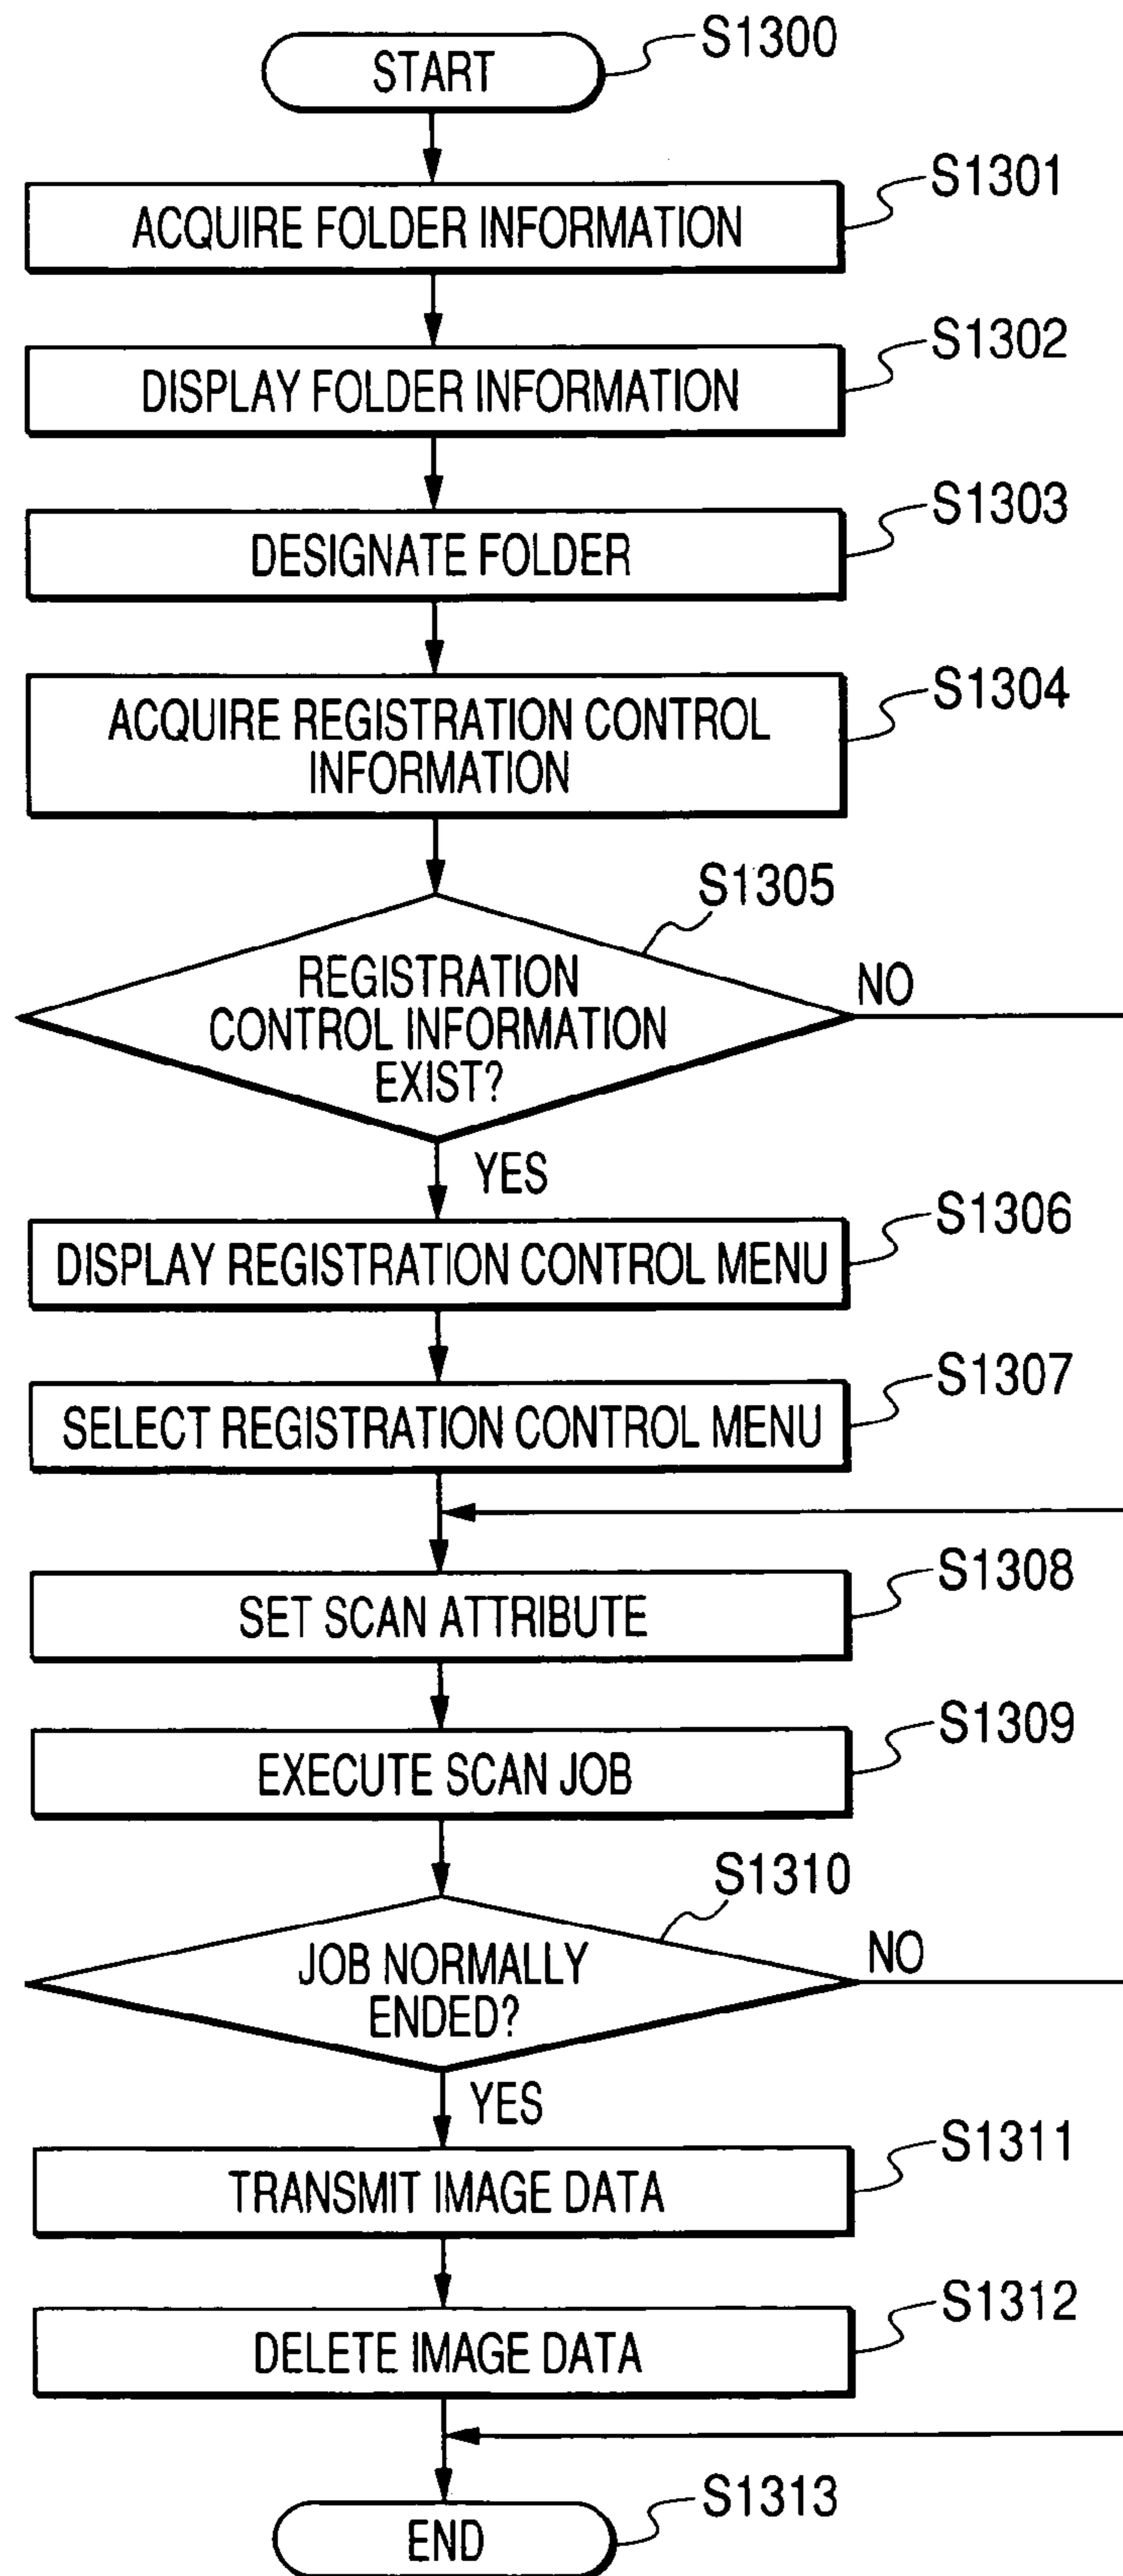 START
S1300
ACQUIRE FOLDER INFORMATION
S1301
DISPLAY FOLDER INFORMATION
S1302
DESIGNATE FOLDER
S1303
ACQUIRE REGISTRATION CONTROL
INFORMATION
S1304
S1305
REGISTRATION
CONTROL INFORMATION
EXIST?
NO
YES
DISPLAY REGISTRATION CONTROL MENU
S1306
SELECT REGISTRATION CONTROL MENU
S1307
SET SCAN ATTRIBUTE
S1308
EXECUTE SCAN JOB
S1309
S1310
JOB NORMALLY
ENDED?
NO
YES
TRANSMIT IMAGE DATA
S1311
DELETE IMAGE DATA
S1312
END
S1313